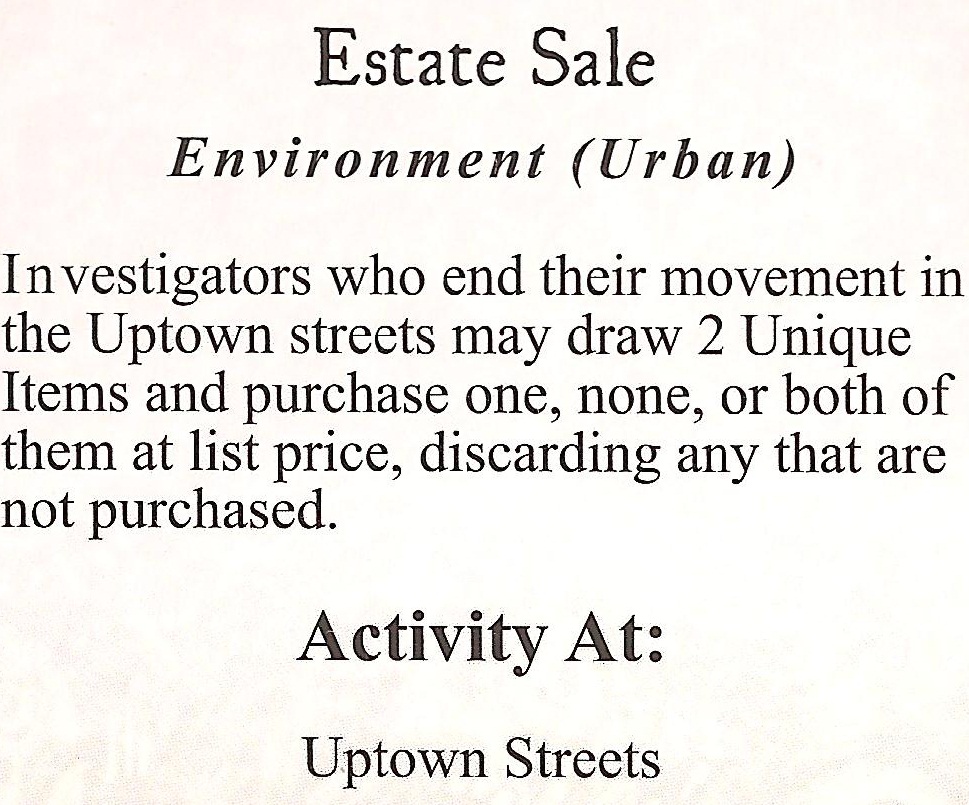 Estate Sale
Environment (Urban)
Investigators who end their movement in
the Uptown streets may draw 2 Unique
Items and purchase one, none, or both of
them at list price, discarding any that are
not purchased.
Activity At:
Uptown Streets